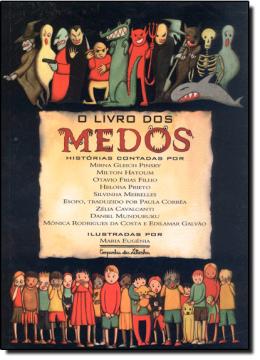 O LIVRO DOS
MEDOS
HISTÓRIAS CONTADAS POR
MIRNA GLEICH PINSKY
MILTON HATOUM
OTAVIO FRIAS FILHO
HELOISA PRIETO
SILVINHA MEIRELLES
ESOPO, TRADUZIDO POR PAULA CORRÊA
ZÉLIA CAVALCANTI
DANIEL MUNDURUKU
MÔNICA RODRIGUES DA COSTA E EDILAMAR GALVÃO
ILUSTRADAS POR
MARIA EUGÊNIA
Companhia das Letrinhas